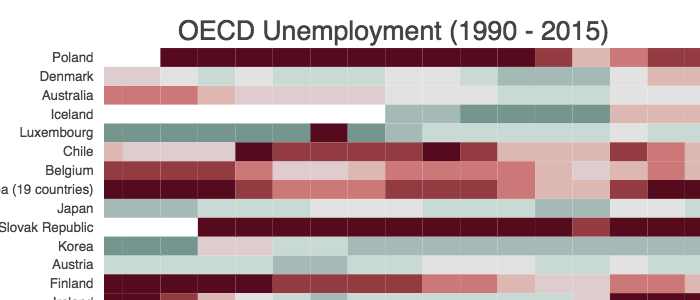 OECD Unemployment (1990 - 2015)
Poland
Denmark
Australia
Iceland
Luxembourg
Chile
Belgium
(19 countries)
Japan
Slovak Republic
Korea
Austria
Finland